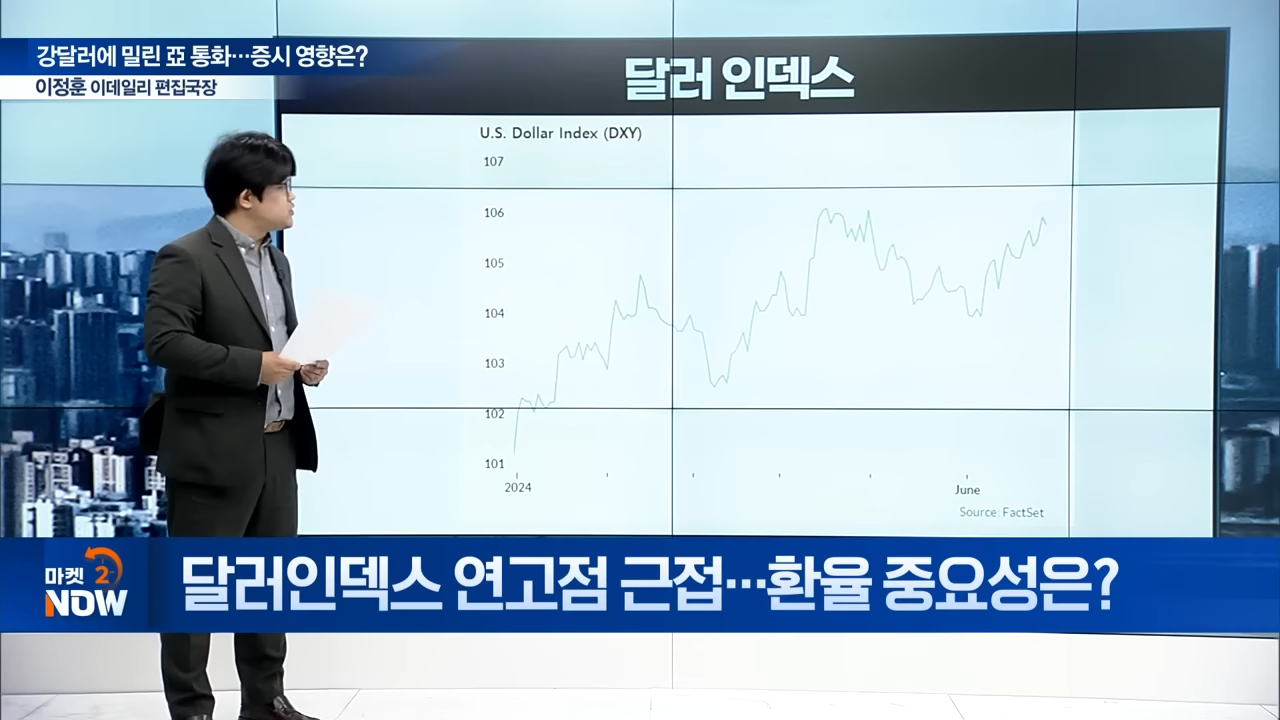 강달러에 밀린 亞 통화…증시 영향은?
이정훈 이데일리 편집국장
달러 인덱스
U.S. Dollar Index (DXY)
107
106
105
104
103
102
101
2024
June
Source: FactSet
마켓 2
NOW
달러인덱스 연고점 근접…환율 중요성은?